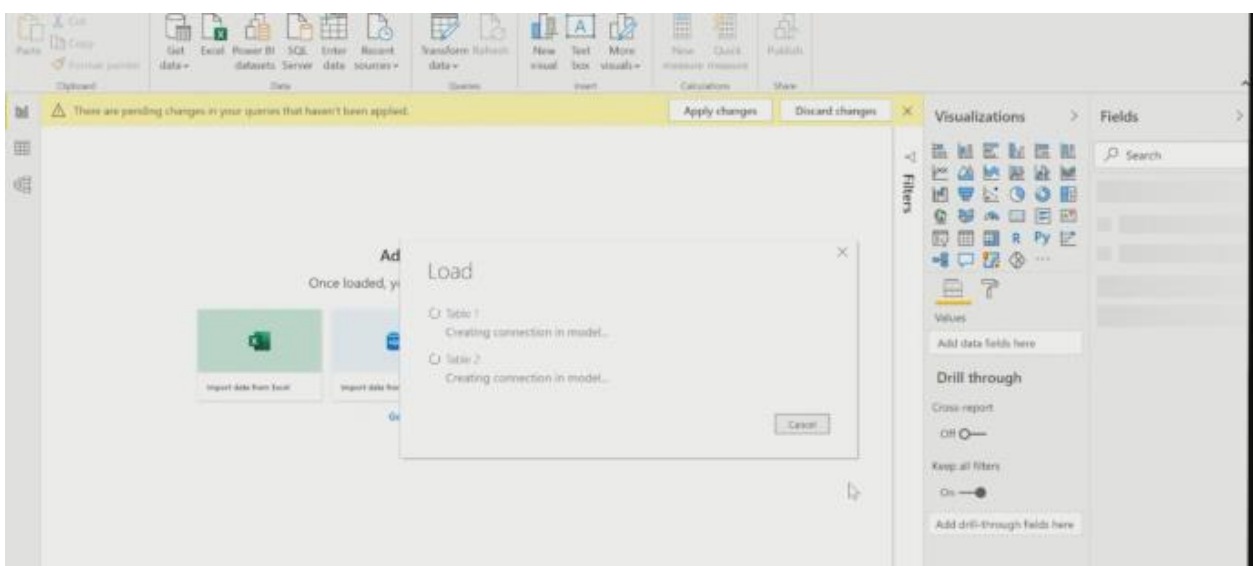 Cut
Copy
Paste
Format painter
Clipboard
Get data
Excel
Power BI datasets
SQL Server
Enter data
Recent sources
Data
Transform data
Refresh
Queries
New visual
Text box
More visuals
Insert
New measure
Quick measure
Calculations
Publish
Share
There are pending changes in your queries that haven't been applied.
Apply changes
Discard changes
Filters
Ad
Once loaded, y
Import data from Excel
Import data
Load
Table 1
Creating connection in model...
Table 2
Creating connection in model...
Cancel
Visualizations
R
Py
Values
Add data fields here
Drill through
Cross report
Off
Keep all filters
On
Add drill-through fields here
Fields
Search